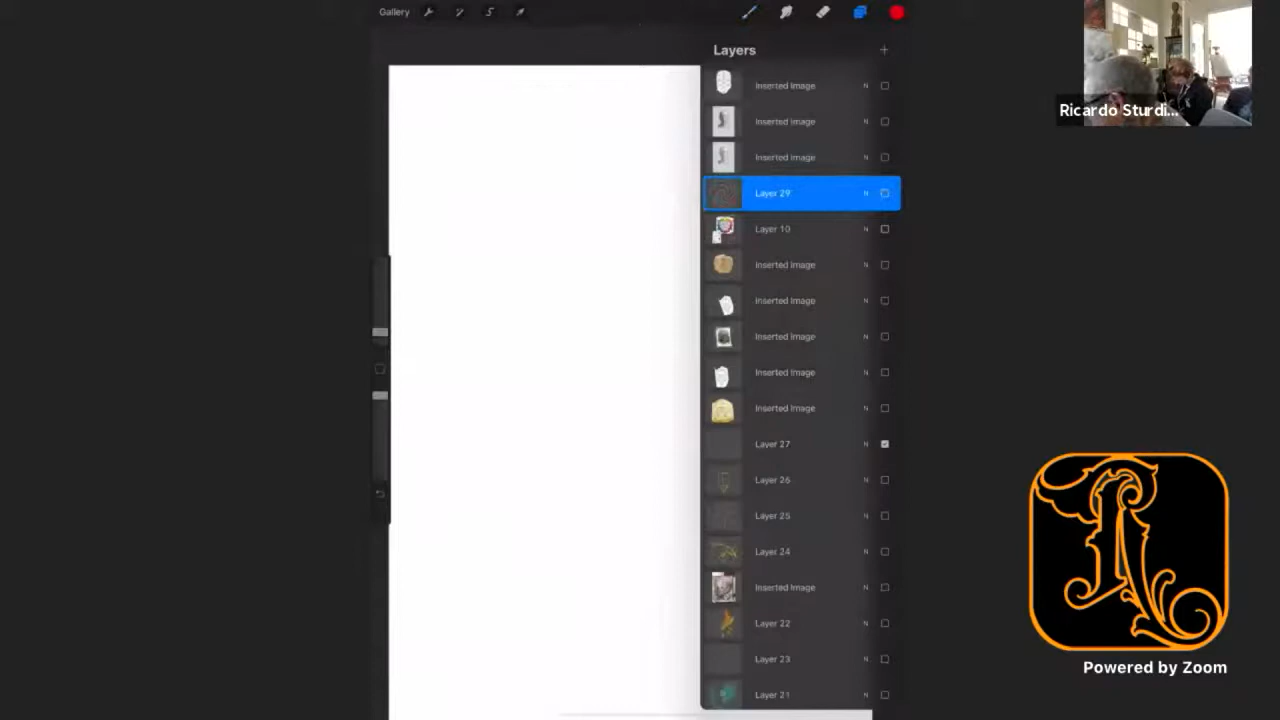 Gallery
S
Layers
+
Inserted Image N
Inserted Image N
Inserted Image N
Layer 29 N
Layer 10 N
Inserted Image N
Inserted Image N
Inserted Image N
Inserted Image N
Inserted Image N
Layer 27 N
Layer 26 N
Layer 25 N
Layer 24 N
Inserted Image N
Layer 22 N
Layer 23 N
Layer 21 N
Ricardo Sturdi...
Powered by Zoom